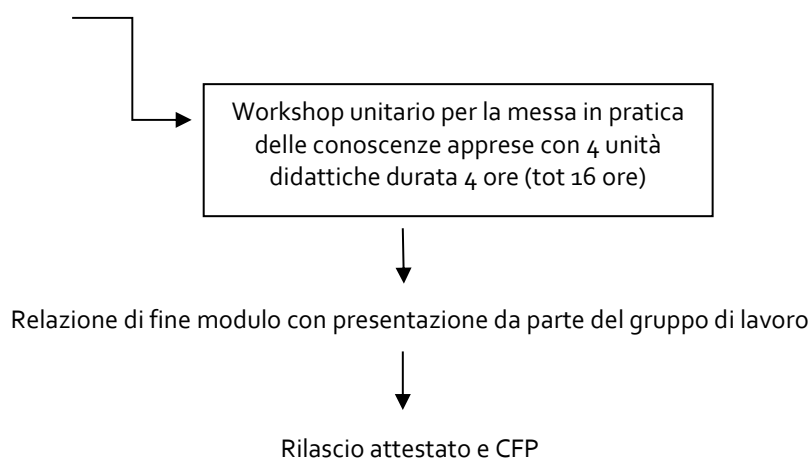 Workshop unitario per la messa in pratica
delle conoscenze apprese con 4 unità
didattiche durata 4 ore (tot 16 ore)
Relazione di fine modulo con presentazione da parte del gruppo di lavoro
Rilascio attestato e CFP